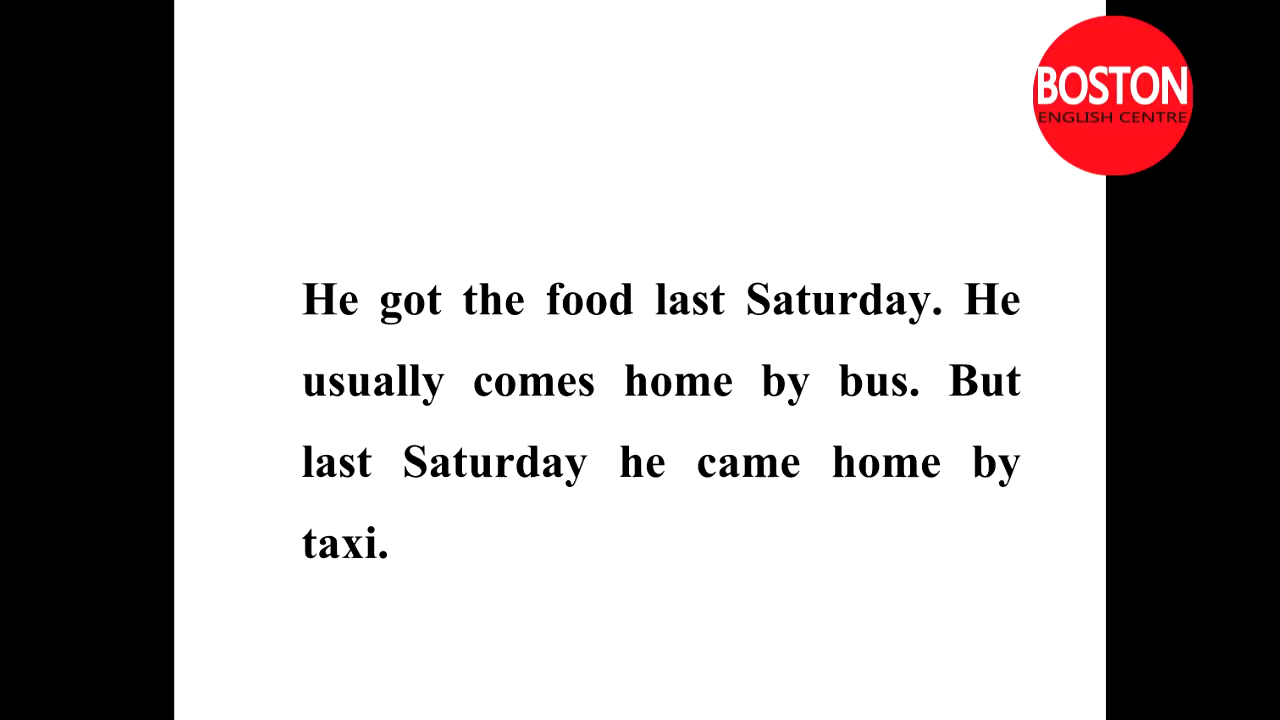 BOSTON
ENGLISH CENTRE
He got the food last Saturday. He
usually comes home by bus. But
last Saturday he came home by
taxi.